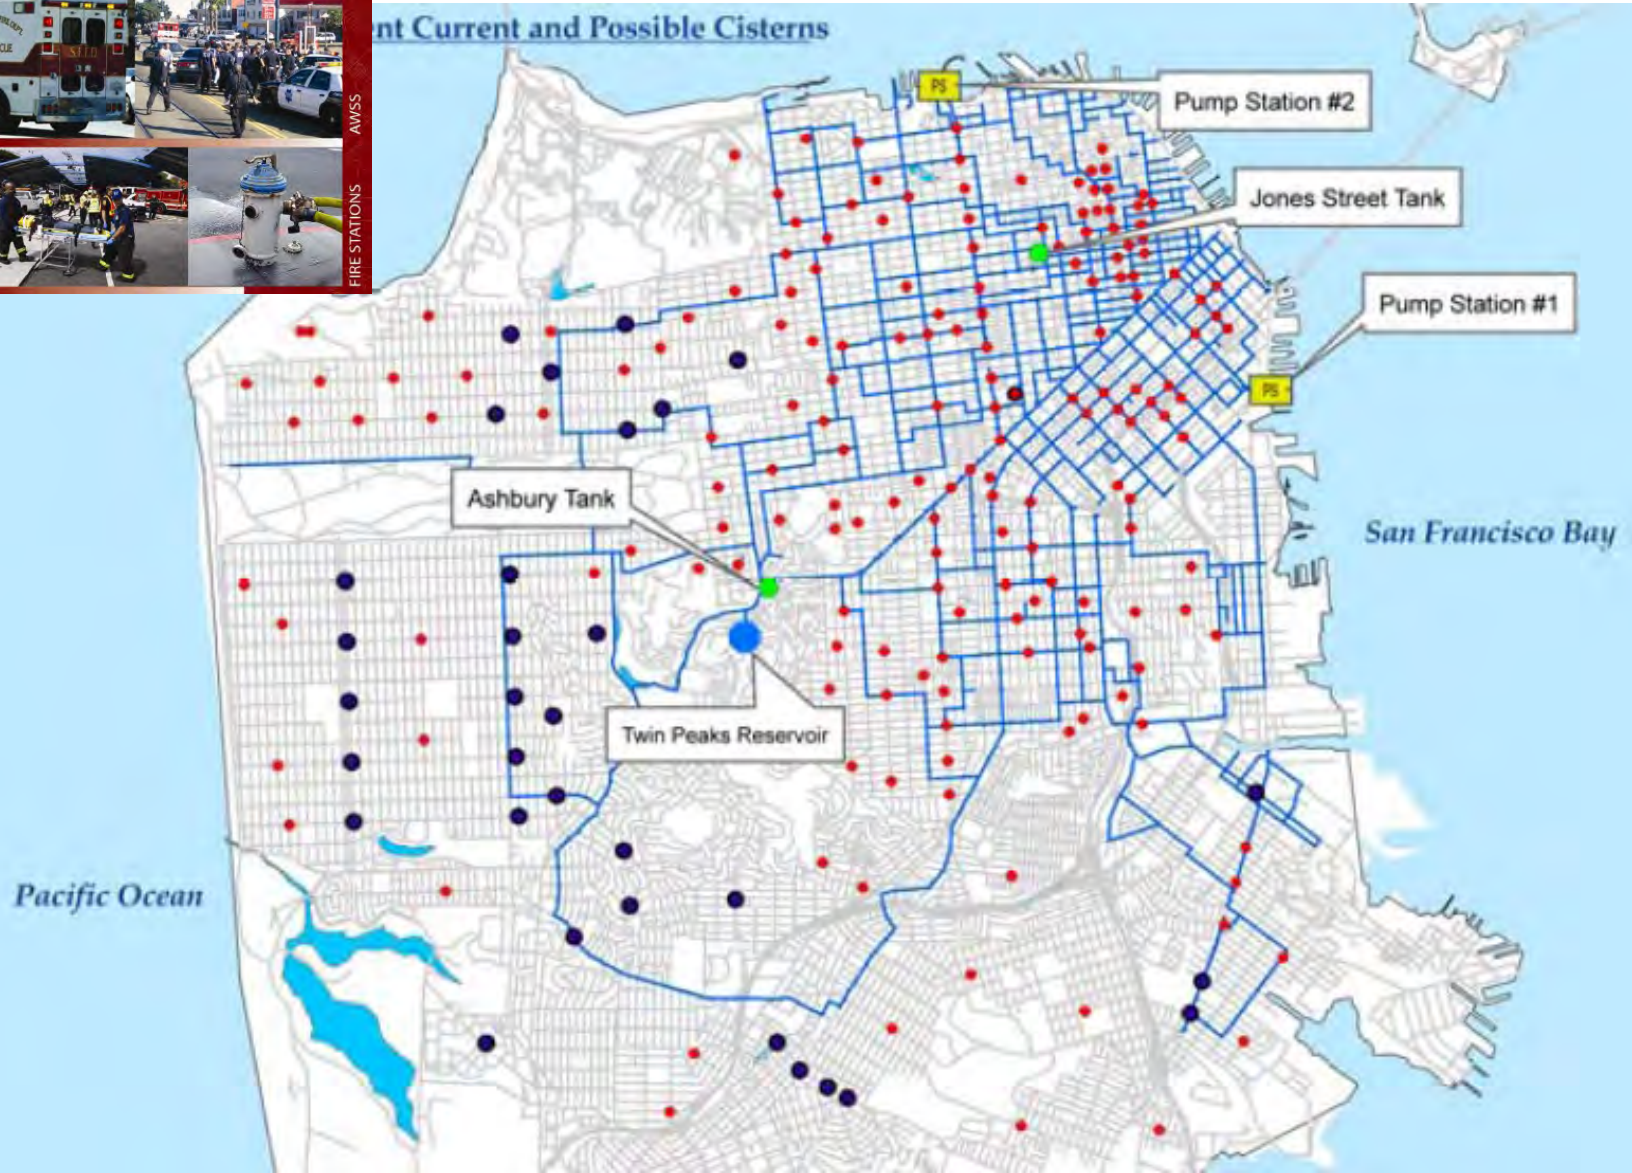 ent Current and Possible Cisterns
AWSS
FIRE STATIONS
PS
Pump Station #2
Jones Street Tank
Pump Station #1
PS
Ashbury Tank
San Francisco Bay
Twin Peaks Reservoir
Pacific Ocean